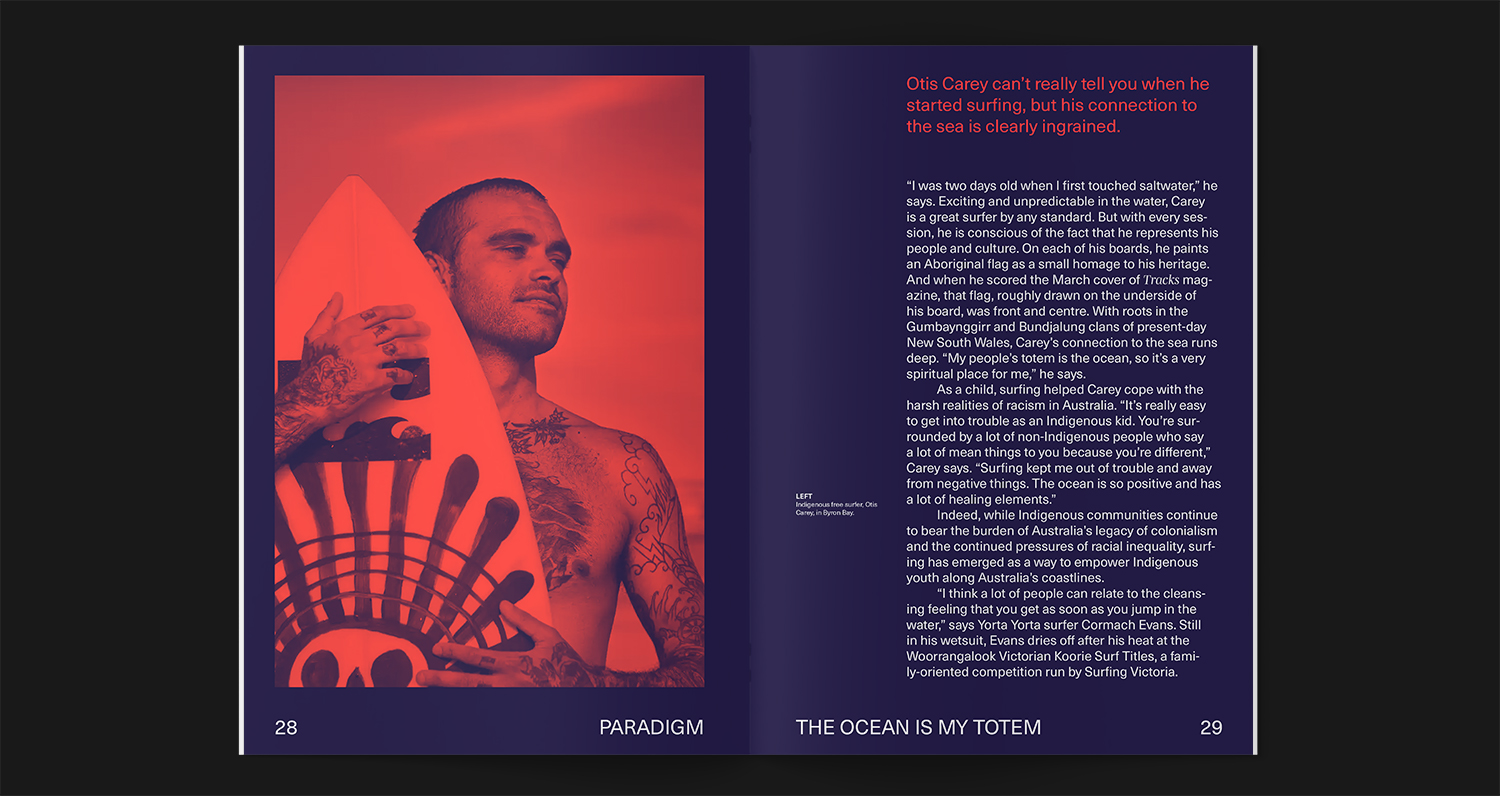 Otis Carey can’t really tell you when he
started surfing, but his connection to
the sea is clearly ingrained.
“I was two days old when I first touched saltwater,” he
says. Exciting and unpredictable in the water, Carey
is a great surfer by any standard. But with every ses-
sion, he is conscious of the fact that he represents his
people and culture. On each of his boards, he paints
an Aboriginal flag as a small homage to his heritage.
And when he scored the March cover of Tracks mag-
azine, that flag, roughly drawn on the underside of
his board, was front and centre. With roots in the
Gumbaynggirr and Bundjalung clans of present-day
New South Wales, Carey’s connection to the sea runs
deep. “My people’s totem is the ocean, so it’s a very
spiritual place for me,” he says.
As a child, surfing helped Carey cope with the
harsh realities of racism in Australia. “It’s really easy
to get into trouble as an Indigenous kid. You’re sur-
rounded by a lot of non-Indigenous people who say
a lot of mean things to you because you’re different,”
Carey says. “Surfing kept me out of trouble and away
from negative things. The ocean is so positive and has
a lot of healing elements.”
Indeed, while Indigenous communities continue
to bear the burden of Australia’s legacy of colonialism
and the continued pressures of racial inequality, surf-
ing has emerged as a way to empower Indigenous
youth along Australia’s coastlines.
“I think a lot of people can relate to the cleans-
ing feeling that you get as soon as you jump in the
water,” says Yorta Yorta surfer Cormach Evans. Still
in his wetsuit, Evans dries off after his heat at the
Woorrangalook Victorian Koorie Surf Titles, a fami-
ly-oriented competition run by Surfing Victoria.
LEFT
Indigenous free surfer, Otis
Carey, in Byron Bay.
28
PARADIGM
THE OCEAN IS MY TOTEM
29